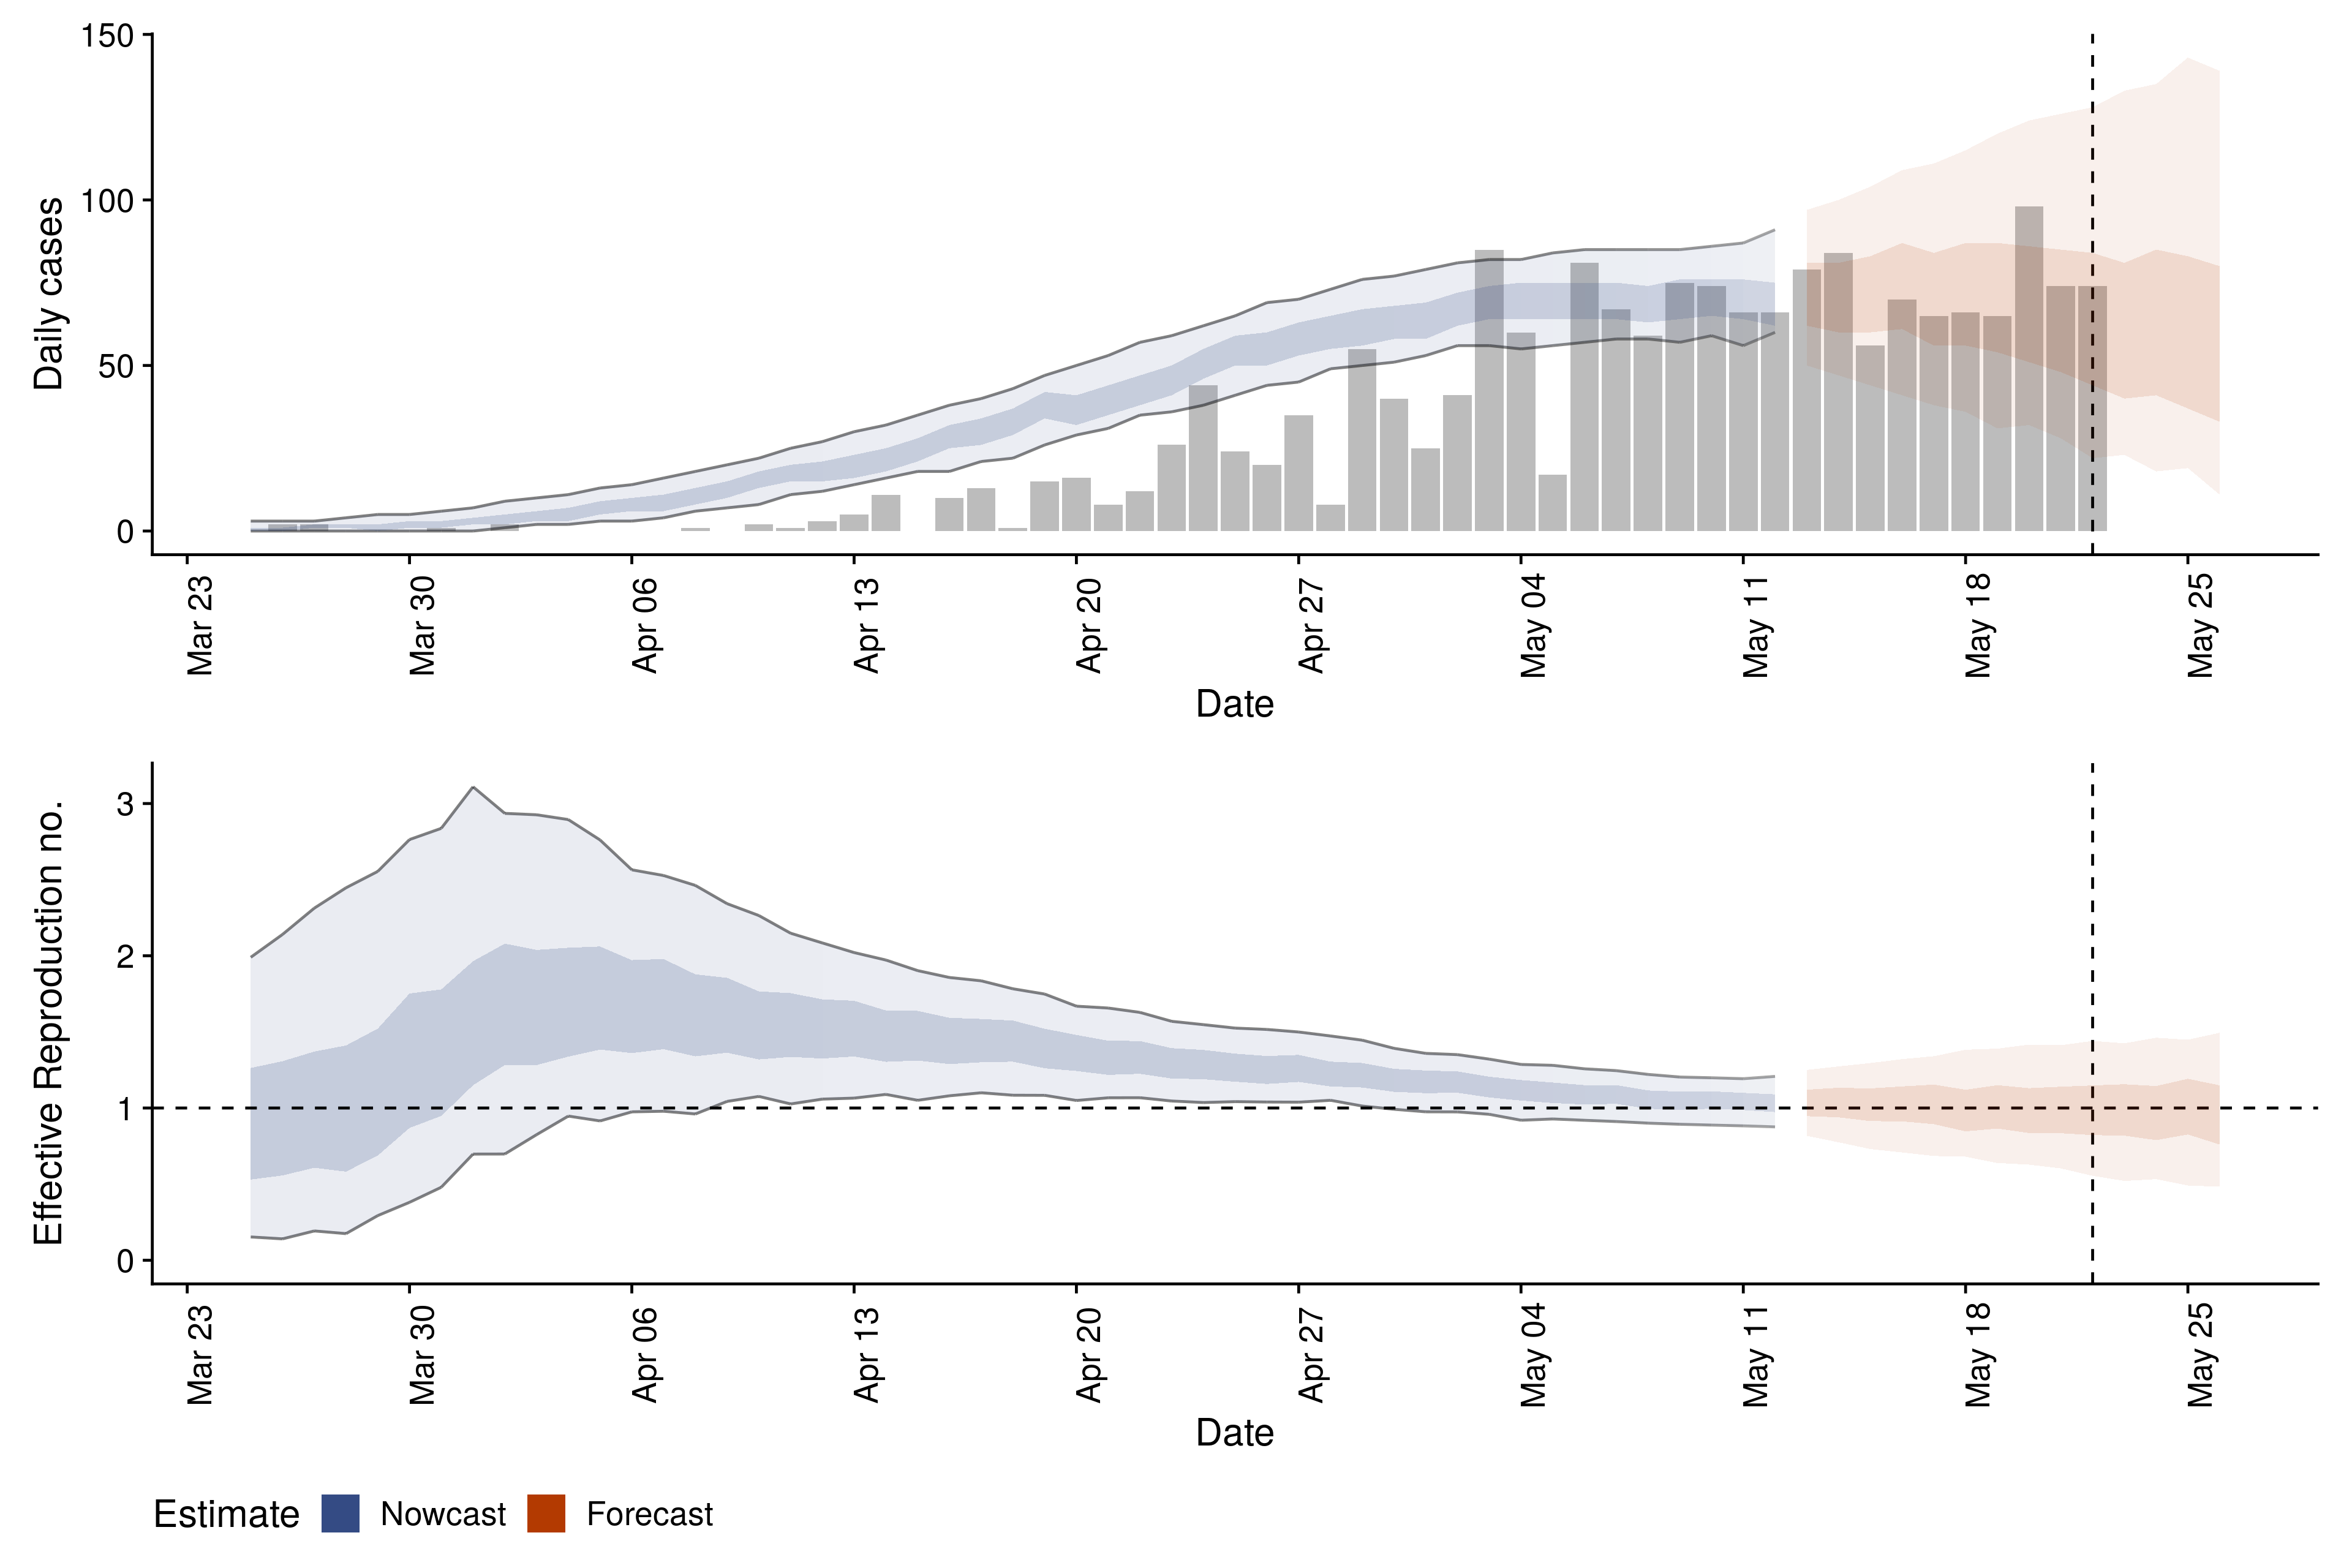 150
100
50
0
Daily cases
Mar 23
Mar 30
Apr 06
Apr 13
Apr 20
Apr 27
May 04
May 11
May 18
May 25
Date
3
2
1
0
Effective Reproduction no.
Mar 23
Mar 30
Apr 06
Apr 13
Apr 20
Apr 27
May 04
May 11
May 18
May 25
Date
Estimate Nowcast Forecast